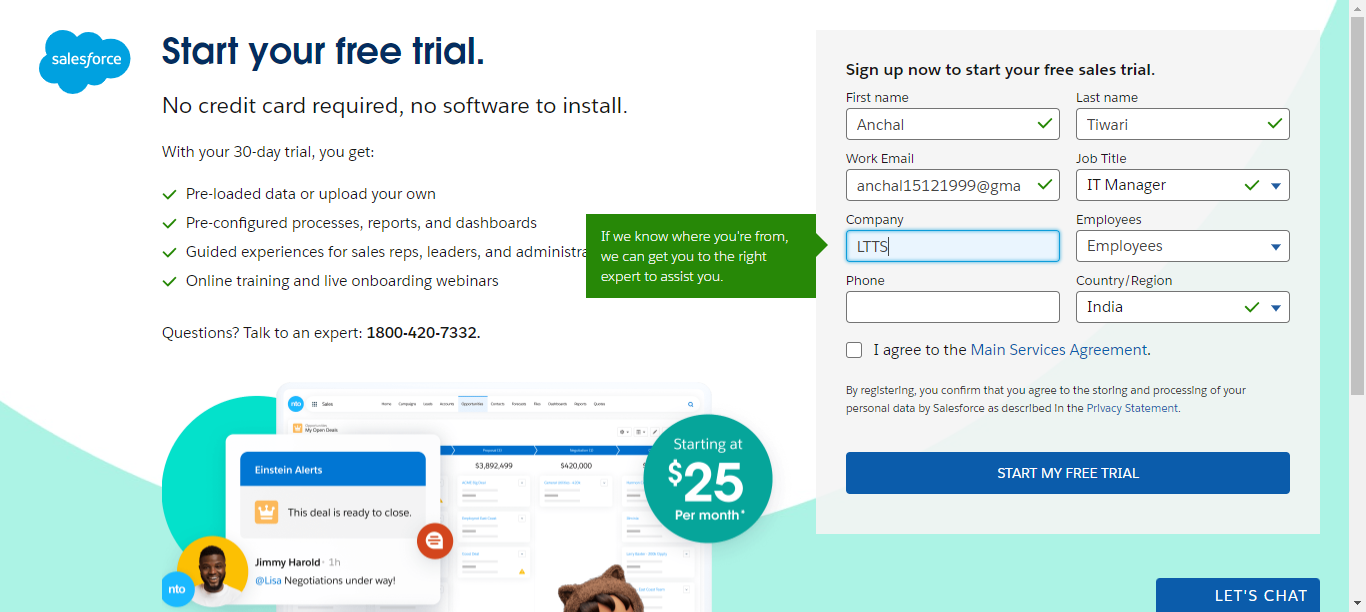 salesforce
Start your free trial.
No credit card required, no software to install.
With your 30-day trial, you get:
Pre-loaded data or upload your own
Pre-configured processes, reports, and dashboards
Guided experiences for sales reps, leaders, and administra
Online training and live onboarding webinars
Questions? Talk to an expert: 1800-420-7332.
If we know where you're from,
we can get you to the right
expert to assist you.
Sign up now to start your free sales trial.
First name
Last name
Anchal
Tiwari
Work Email
Job Title
anchal15121999@gma
IT Manager
Company
Employees
LTTS
Employees
Phone
Country/Region
India
I agree to the Main Services Agreement.
By registering, you confirm that you agree to the storing and processing of your
personal data by Salesforce as described in the Privacy Statement.
START MY FREE TRIAL
nto
Sales
Home Campaigns Leads Accounts Opportunities Contacts Forecasts Files Dashboards Reports Quotes
Opportunities
My Open Deals
$3,892,499
$420,000
Einstein Alerts
This deal is ready to close.
Jimmy Harold · 1h
@Lisa Negotiations under way!
nto
Starting at
$25
Per month*
LET'S CHAT